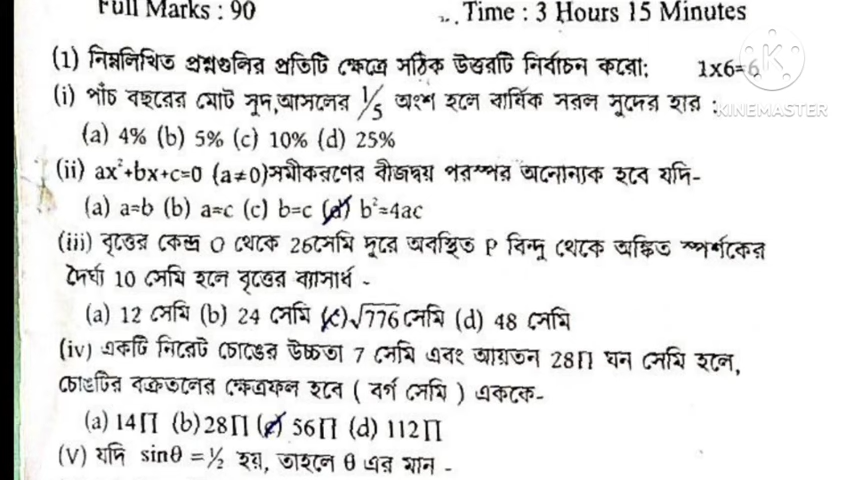 Full Marks : 90 Time : 3 Hours 15 Minutes
(1) নিম্নলিখিত প্রশ্নগুলির প্রতিটি ক্ষেত্রে সঠিক উত্তরটি নির্বাচন করো: 1x6=6
(i) পাঁচ বছরের মোট সুদ,আসলের 1/5 অংশ হলে বার্ষিক সরল সুদের হার :
KINEMASTER
(a) 4% (b) 5% (c) 10% (d) 25%
(ii) ax²+bx+c=0 (a≠0)সমীকরণের বীজদ্বয় পরস্পর অনোন্যক হবে যদি-
(a) a=b (b) a=c (c) b=c (d) b²=4ac
(iii) বৃত্তের কেন্দ্র O থেকে 26সেমি দূরে অবস্থিত P বিন্দু থেকে অঙ্কিত স্পর্শকের
দৈর্ঘ্য 10 সেমি হলে বৃত্তের ব্যাসার্ধ -
(a) 12 সেমি (b) 24 সেমি (c)√776 সেমি (d) 48 সেমি
(iv) একটি নিরেট চোঙের উচ্চতা 7 সেমি এবং আয়তন 28Π ঘন সেমি হলে,
চোঙটির বক্রতলের ক্ষেত্রফল হবে ( বর্গ সেমি ) এককে-
(a) 14Π (b)28Π (c) 56Π (d) 112Π
(V) যদি sinθ =1/2 হয়, তাহলে θ এর মান -